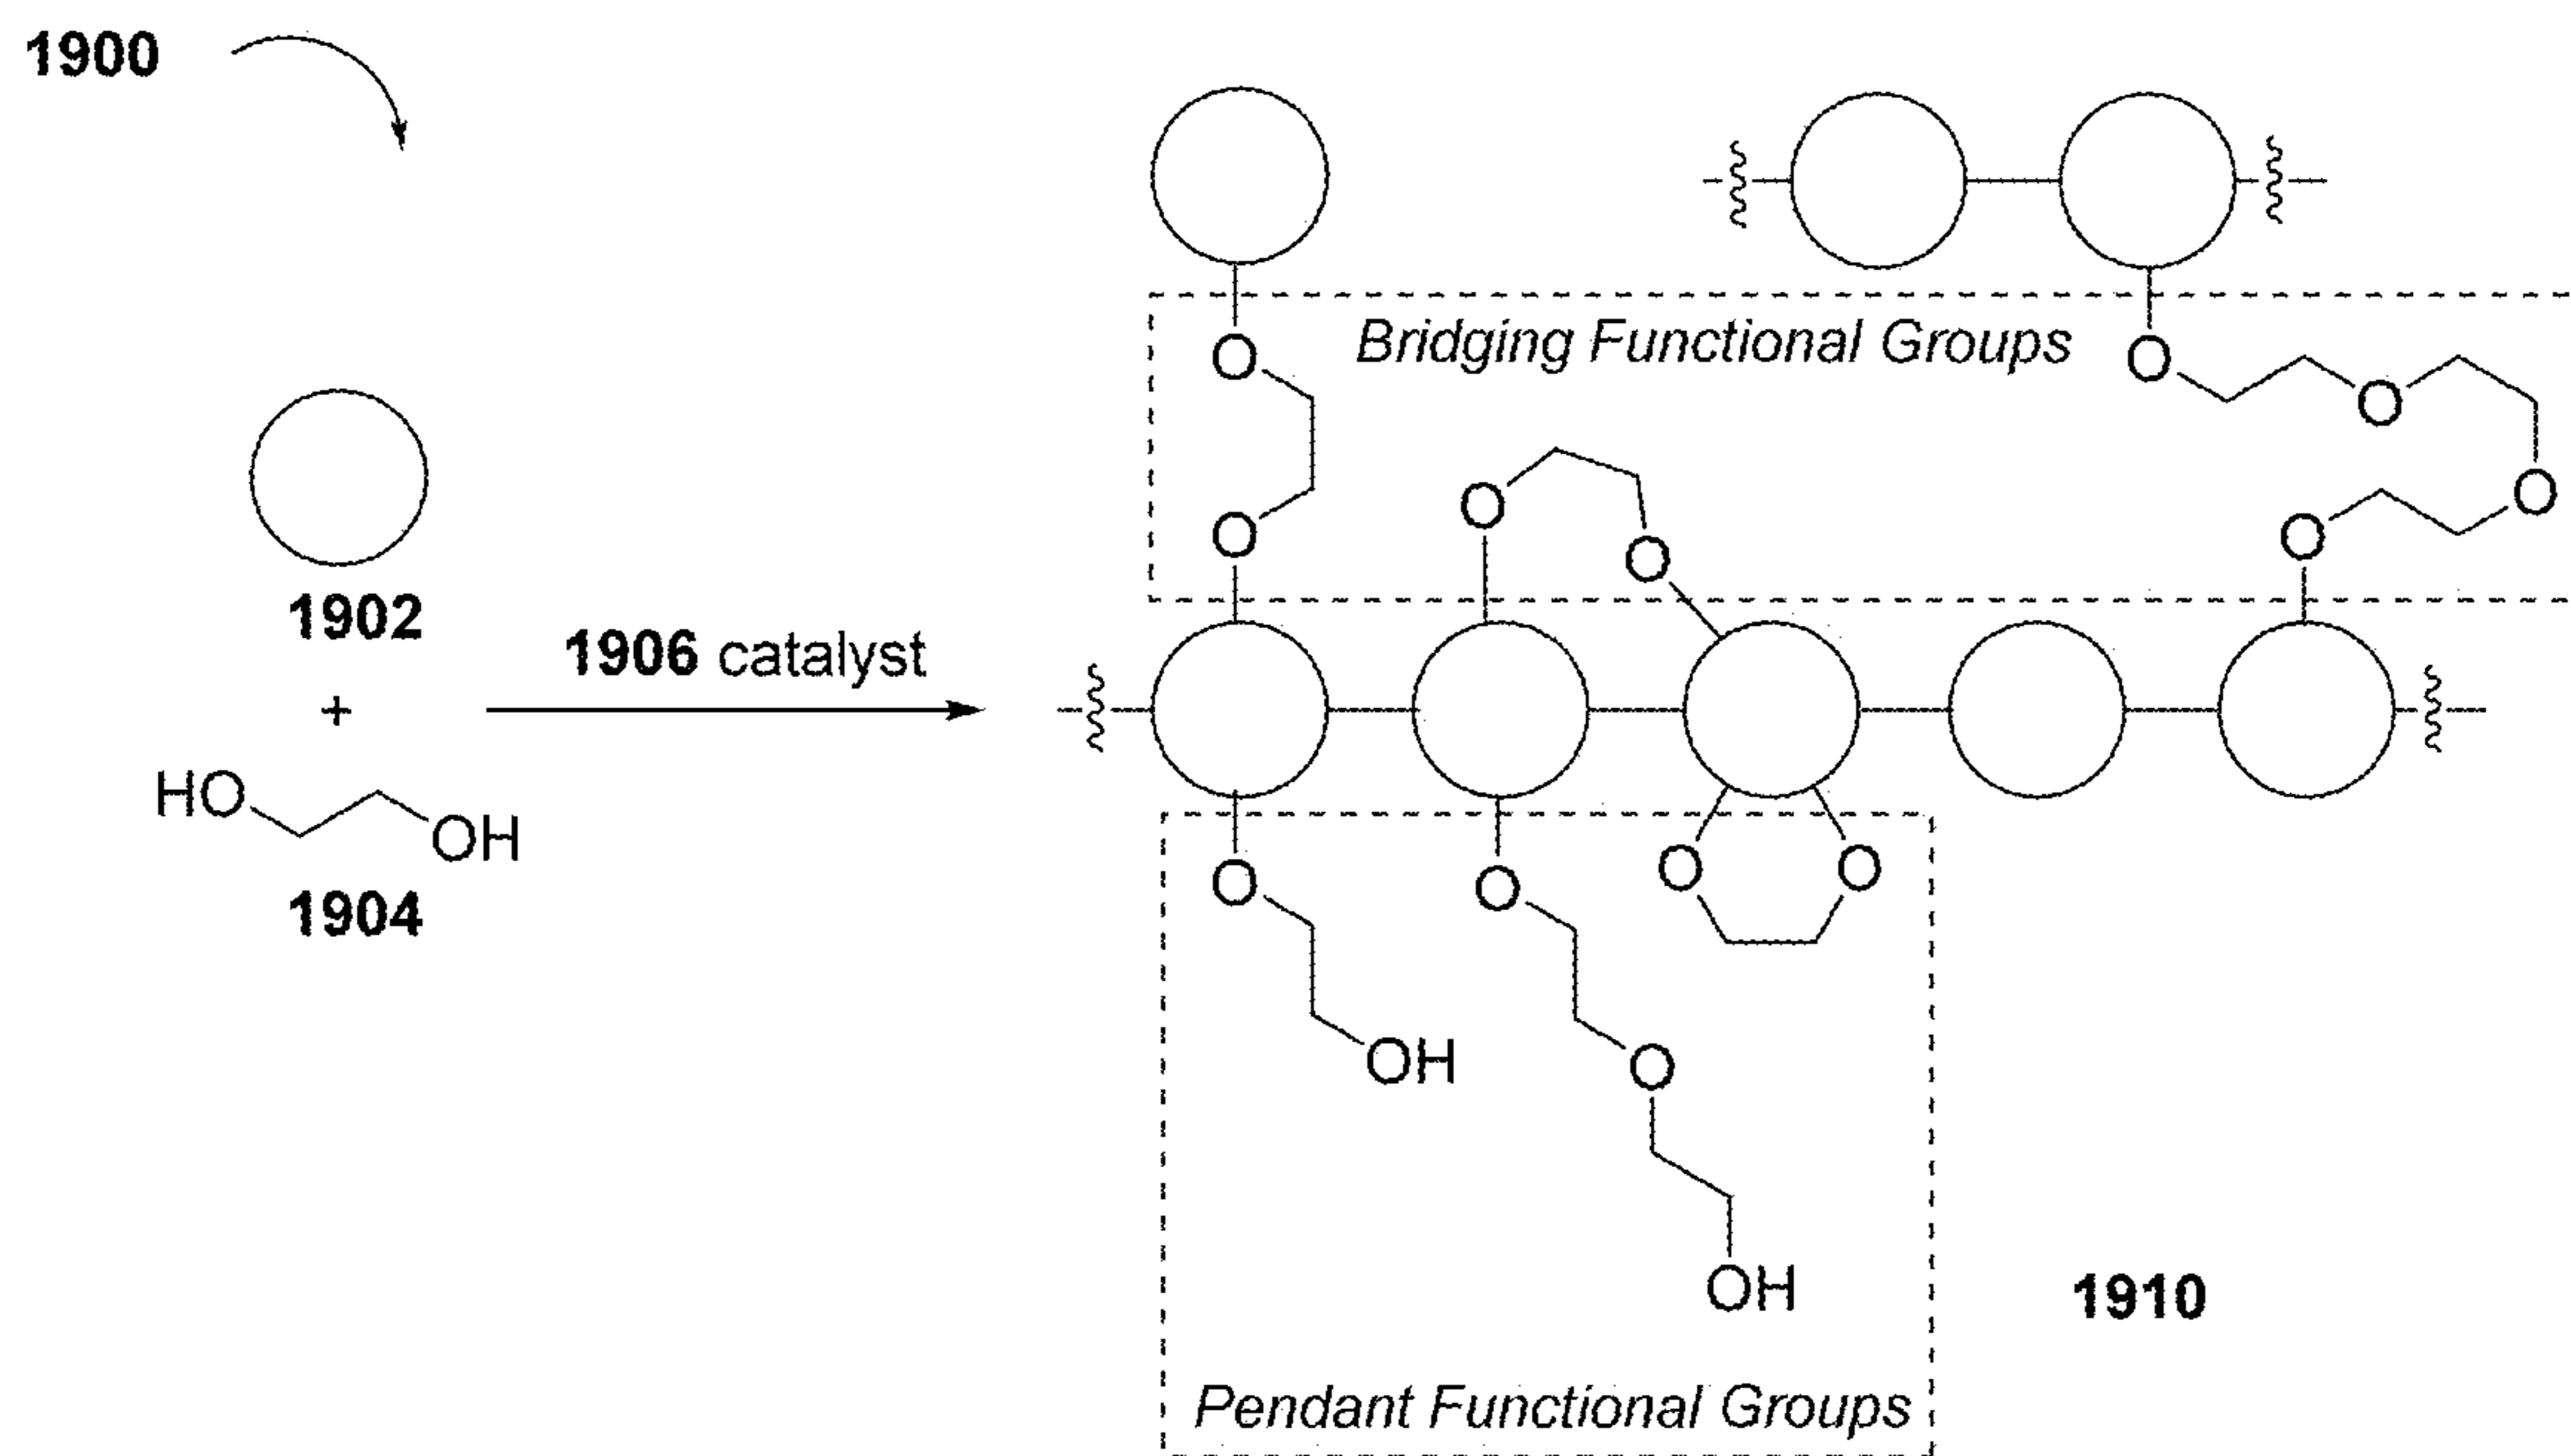 1900
Bridging Functional Groups
O
O
O
O
O
O
O
O
1902
+
1906 catalyst
HO
OH
1904
O
O
O
O
OH
O
OH
1910
Pendant Functional Groups